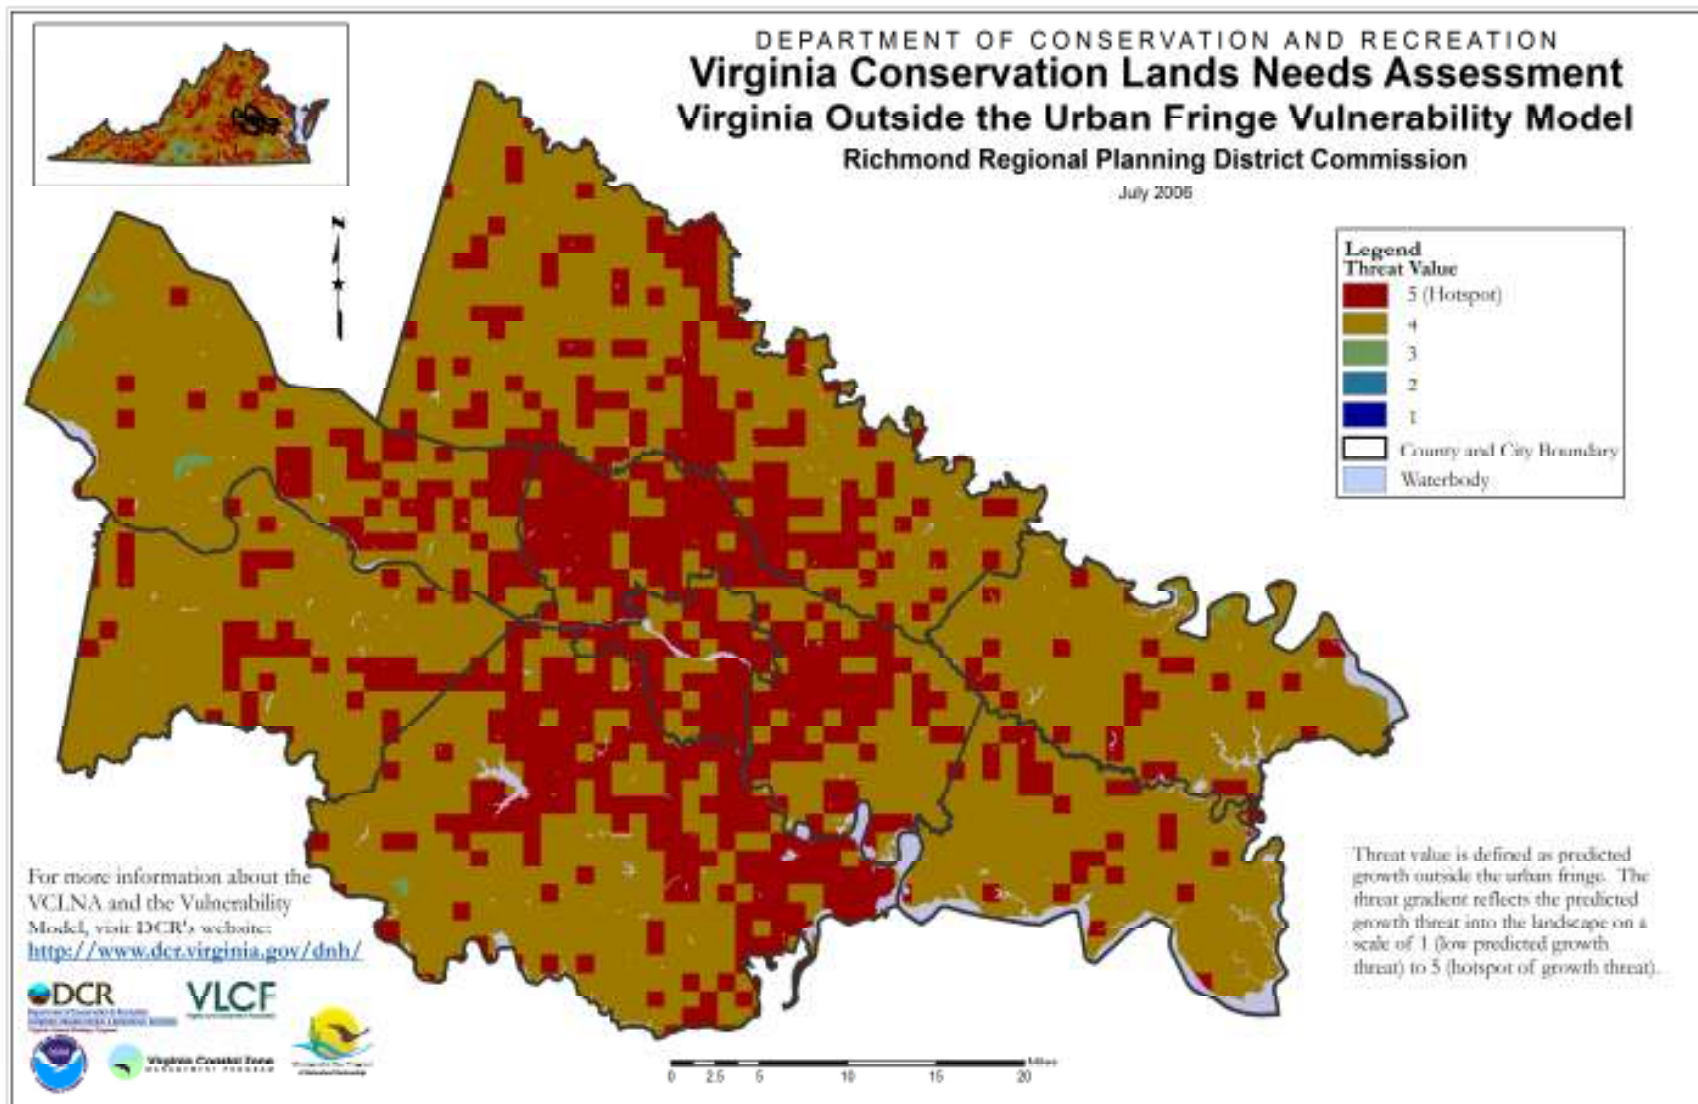 DEPARTMENT OF CONSERVATION AND RECREATION
Virginia Conservation Lands Needs Assessment
Virginia Outside the Urban Fringe Vulnerability Model
Richmond Regional Planning District Commission
July 2006
N
Legend
Threat Value
5 (Hotspot)
4
3
2
1
County and City Boundary
Waterbody
Threat value is defined as predicted
growth outside the urban fringe. The
threat gradient reflects the predicted
growth threat into the landscape on a
scale of 1 (low predicted growth
threat) to 5 (hotspot of growth threat).
For more information about the
VCLNA and the Vulnerability
Model, visit DCR's website:
http://www.dcr.virginia.gov/dnh/
DCR
VLCF
Virginia Coastal Zone
MANAGEMENT PROGRAM
Miles
0 2.5 5 10 15 20